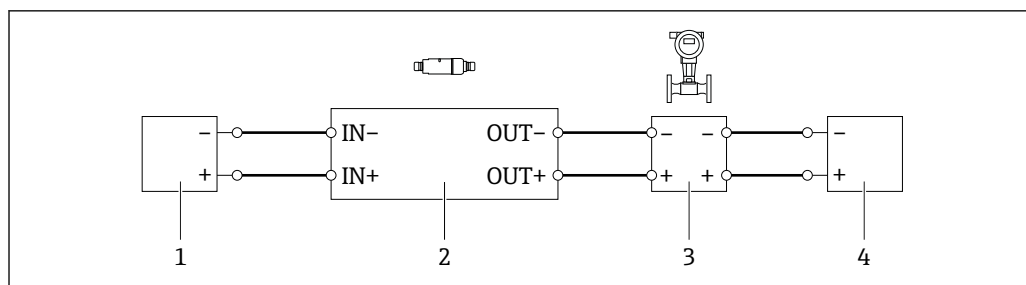 − IN− OUT− − − −
+ IN+ OUT+ + + +
1 2 3 4